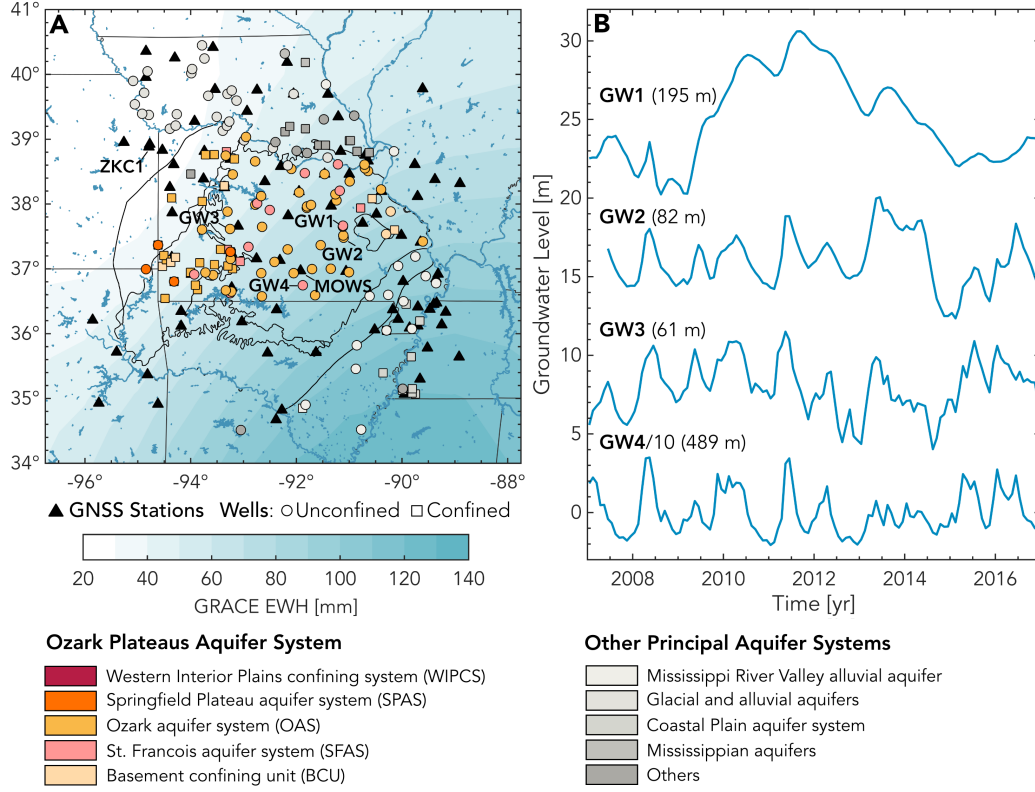 A
41°
40°
39°
38°
37°
36°
35°
34°
ZKC1
GW3
GW1
GW2
GW4
MOWS
-96°
-94°
-92°
-90°
-88°
GNSS Stations Wells: Unconfined Confined
20
40
60
80
100
120
140
GRACE EWH [mm]
B
30
25
20
15
10
5
0
Groundwater Level [m]
GW1 (195 m)
GW2 (82 m)
GW3 (61 m)
GW4/10 (489 m)
2008
2010
2012
2014
2016
Time [yr]
Ozark Plateaus Aquifer System
Western Interior Plains confining system (WIPCS)
Springfield Plateau aquifer system (SPAS)
Ozark aquifer system (OAS)
St. Francois aquifer system (SFAS)
Basement confining unit (BCU)
Other Principal Aquifer Systems
Mississippi River Valley alluvial aquifer
Glacial and alluvial aquifers
Coastal Plain aquifer system
Mississippian aquifers
Others